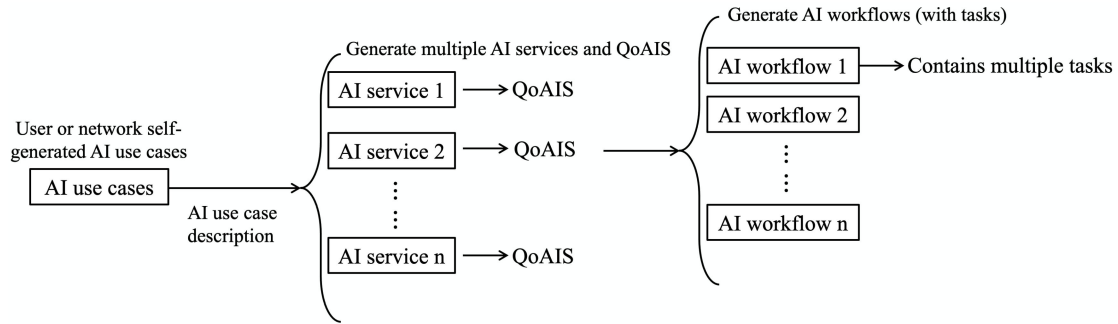 User or network self-
generated AI use cases
AI use cases
AI use case
description
Generate multiple AI services and QoAIS
AI service 1
QoAIS
AI service 2
QoAIS
AI service n
QoAIS
Generate AI workflows (with tasks)
AI workflow 1
Contains multiple tasks
AI workflow 2
AI workflow n